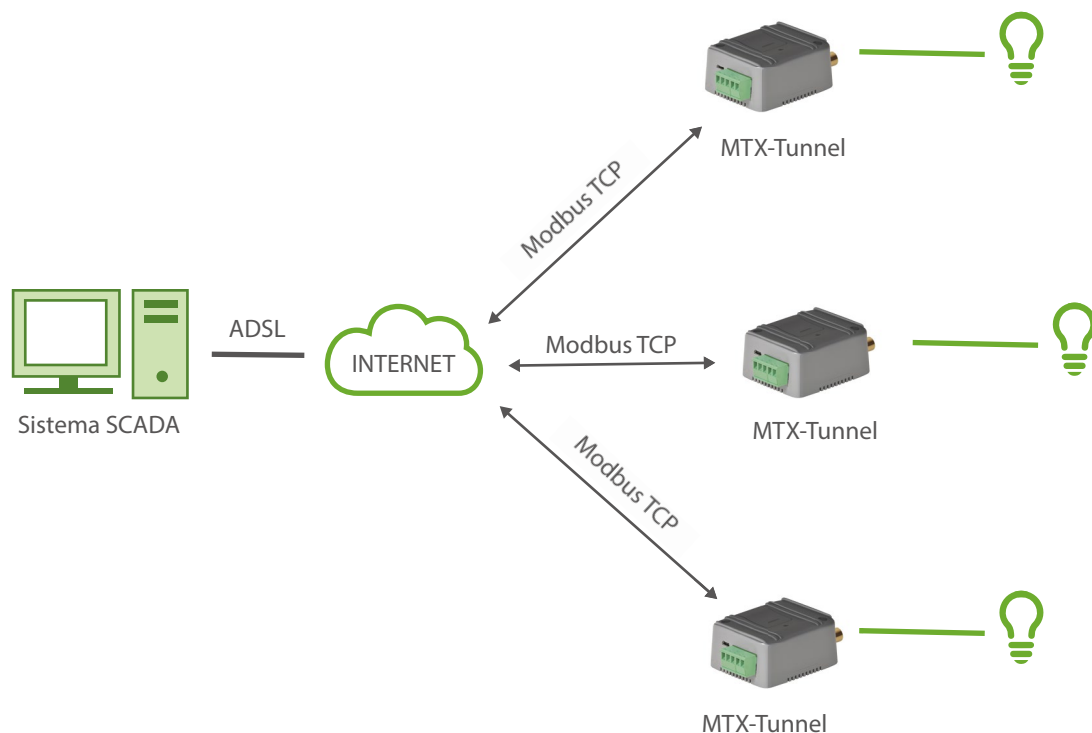 MTX-Tunnel
Modbus TCP
ADSL
INTERNET
Modbus TCP
Sistema SCADA
MTX-Tunnel
Modbus TCP
MTX-Tunnel